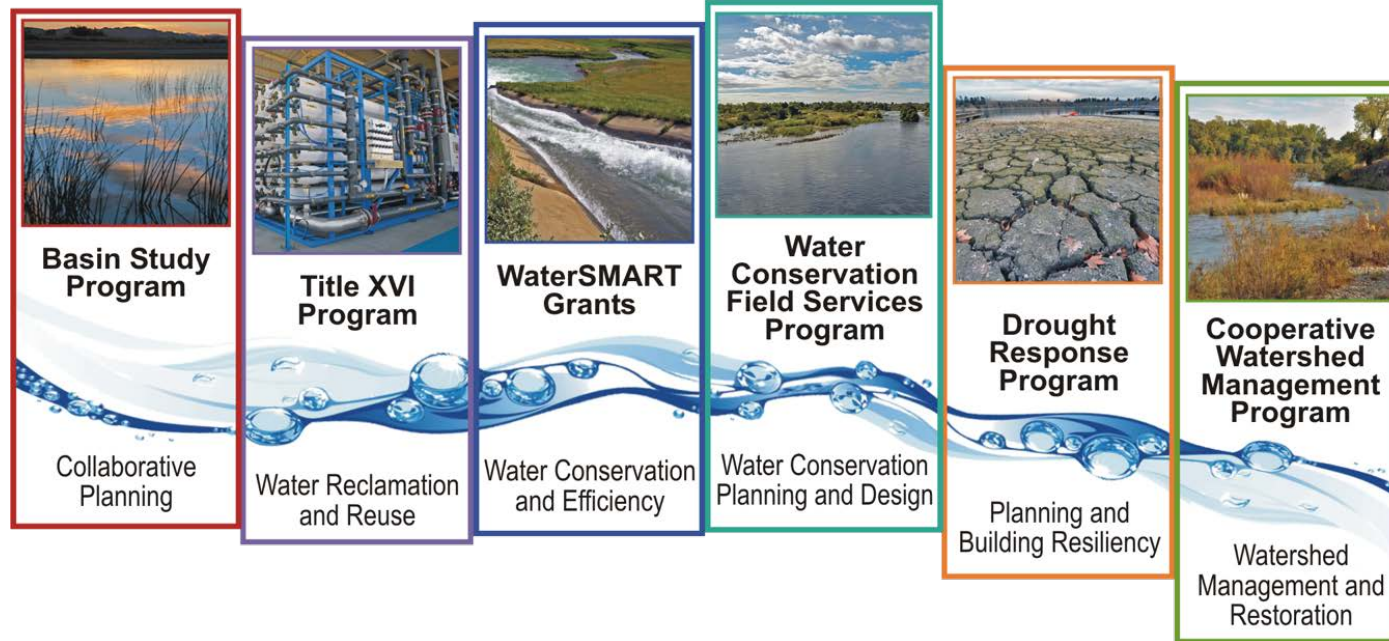 Basin Study
Program
Collaborative
Planning
Title XVI
Program
Water Reclamation
and Reuse
WaterSMART
Grants
Water Conservation
and Efficiency
Water
Conservation
Field Services
Program
Water Conservation
Planning and Design
Drought
Response
Program
Planning and
Building Resiliency
Cooperative
Watershed
Management
Program
Watershed
Management and
Restoration